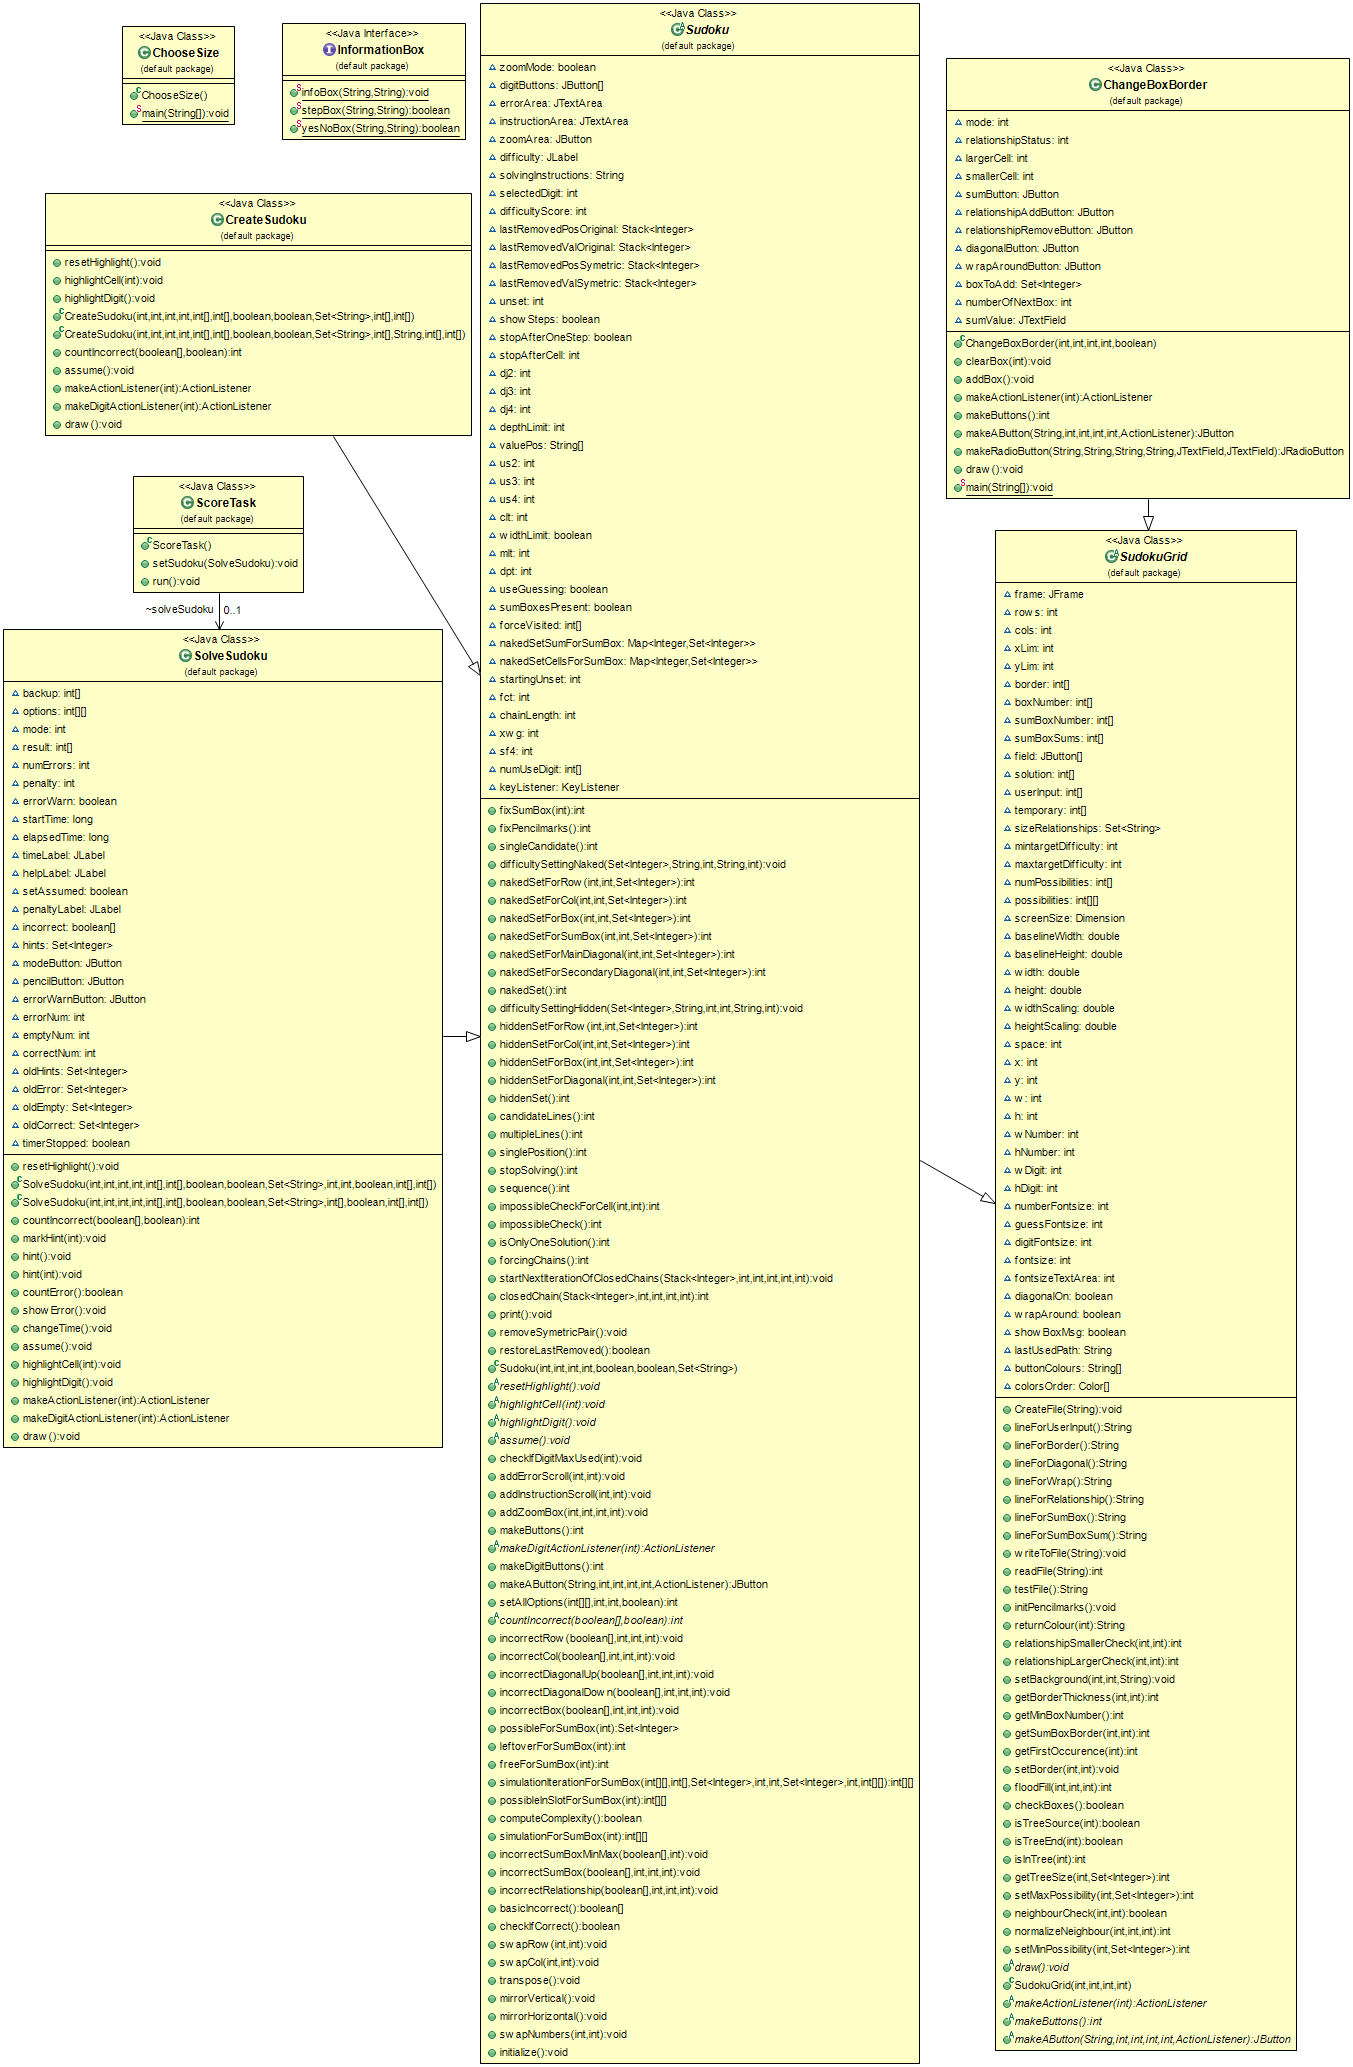 <<Java Class>>
ChooseSize
(default package)
ChooseSize()
main(String[]):void
<<Java Interface>>
InformationBox
(default package)
infoBox(String,String):void
stepBox(String,String):boolean
yesNoBox(String,String):boolean
<<Java Class>>
CreateSudoku
(default package)
resetHighlight():void
highlightCell(int):void
highlightDigit():void
CreateSudoku(int,int,int,int,int[],int[],boolean,boolean,Set<String>,int[],int[])
CreateSudoku(int,int,int,int,int[],int[],boolean,boolean,Set<String>,int[],String,int[],int[])
countIncorrect(boolean[],boolean):int
assume():void
makeActionListener(int):ActionListener
makeDigitActionListener(int):ActionListener
draw():void
<<Java Class>>
ScoreTask
(default package)
ScoreTask()
setSudoku(SolveSudoku):void
run():void
~solveSudoku
0..1
<<Java Class>>
SolveSudoku
(default package)
backup: int[]
options: int[][]
mode: int
result: int[]
numErrors: int
penalty: int
errorWarn: boolean
startTime: long
elapsedTime: long
timeLabel: JLabel
helpLabel: JLabel
setAssumed: boolean
penaltyLabel: JLabel
incorrect: boolean[]
hints: Set<Integer>
modeButton: JButton
pencilButton: JButton
errorWarnButton: JButton
errorNum: int
emptyNum: int
correctNum: int
oldHints: Set<Integer>
oldError: Set<Integer>
oldEmpty: Set<Integer>
oldCorrect: Set<Integer>
timerStopped: boolean
resetHighlight():void
SolveSudoku(int,int,int,int,int[],int[],boolean,boolean,Set<String>,int,int,boolean,int[],int[])
SolveSudoku(int,int,int,int,int[],int[],boolean,boolean,Set<String>,int[],boolean,int[],int[])
countIncorrect(boolean[],boolean):int
markHint(int):void
hint():void
hint(int):void
countError():boolean
showError():void
changeTime():void
assume():void
highlightCell(int):void
highlightDigit():void
makeActionListener(int):ActionListener
makeDigitActionListener(int):ActionListener
draw():void
<<Java Class>>
Sudoku
(default package)
zoomMode: boolean
digitButtons: JButton[]
errorArea: JTextArea
instructionArea: JTextArea
zoomArea: JButton
difficulty: JLabel
solvingInstructions: String
selectedDigit: int
difficultyScore: int
lastRemovedPosOriginal: Stack<Integer>
lastRemovedValOriginal: Stack<Integer>
lastRemovedPosSymetric: Stack<Integer>
lastRemovedValSymetric: Stack<Integer>
unset: int
showSteps: boolean
stopAfterOneStep: boolean
stopAfterCell: int
dj2: int
dj3: int
dj4: int
depthLimit: int
valuePos: String[]
us2: int
us3: int
us4: int
clt: int
widthLimit: boolean
mlt: int
dpt: int
useGuessing: boolean
sumBoxesPresent: boolean
forceVisited: int[]
nakedSetSumForSumBox: Map<Integer,Set<Integer>>
nakedSetCellsForSumBox: Map<Integer,Set<Integer>>
startingUnset: int
fct: int
chainLength: int
xwg: int
sf4: int
numUseDigit: int[]
keyListener: KeyListener
fixSumBox(int):int
fixPencilmarks():int
singleCandidate():int
difficultySettingNaked(Set<Integer>,String,int,String,int):void
nakedSetForRow(int,int,Set<Integer>):int
nakedSetForCol(int,int,Set<Integer>):int
nakedSetForBox(int,int,Set<Integer>):int
nakedSetForSumBox(int,int,Set<Integer>):int
nakedSetForMainDiagonal(int,int,Set<Integer>):int
nakedSetForSecondaryDiagonal(int,int,Set<Integer>):int
nakedSet():int
difficultySettingHidden(Set<Integer>,String,int,int,String,int):void
hiddenSetForRow(int,int,Set<Integer>):int
hiddenSetForCol(int,int,Set<Integer>):int
hiddenSetForBox(int,int,Set<Integer>):int
hiddenSetForDiagonal(int,int,Set<Integer>):int
hiddenSet():int
candidateLines():int
multipleLines():int
singlePosition():int
stopSolving():int
sequence():int
impossibleCheckForCell(int,int):int
impossibleCheck():int
isOnlyOneSolution():int
forcingChains():int
startNextIterationOfClosedChains(Stack<Integer>,int,int,int,int,int):void
closedChain(Stack<Integer>,int,int,int,int):int
print():void
removeSymetricPair():void
restoreLastRemoved():boolean
Sudoku(int,int,int,int,boolean,boolean,Set<String>)
resetHighlight():void
highlightCell(int):void
highlightDigit():void
assume():void
checkIfDigitMaxUsed(int):void
addErrorScroll(int,int):void
addInstructionScroll(int,int):void
addZoomBox(int,int,int,int):void
makeButtons():int
makeDigitActionListener(int):ActionListener
makeDigitButtons():int
makeAButton(String,int,int,int,int,ActionListener):JButton
setAllOptions(int[][],int,int,boolean):int
countIncorrect(boolean[],boolean):int
incorrectRow(boolean[],int,int,int):void
incorrectCol(boolean[],int,int,int):void
incorrectDiagonalUp(boolean[],int,int,int):void
incorrectDiagonalDown(boolean[],int,int,int):void
incorrectBox(boolean[],int,int,int):void
possibleForSumBox(int):Set<Integer>
leftoverForSumBox(int):int
freeForSumBox(int):int
simulationIterationForSumBox(int[][],int[],Set<Integer>,int,int,Set<Integer>,int,int[][]):int[][]
possibleInSlotForSumBox(int):int[][]
computeComplexity():boolean
simulationForSumBox(int):int[][]
incorrectSumBoxMinMax(boolean[],int):void
incorrectSumBox(boolean[],int,int,int):void
incorrectRelationship(boolean[],int,int,int):void
basicIncorrect():boolean[]
checkIfCorrect():boolean
swapRow(int,int):void
swapCol(int,int):void
transpose():void
mirrorVertical():void
mirrorHorizontal():void
swapNumbers(int,int):void
initialize():void
<<Java Class>>
ChangeBoxBorder
(default package)
mode: int
relationshipStatus: int
largerCell: int
smallerCell: int
sumButton: JButton
relationshipAddButton: JButton
relationshipRemoveButton: JButton
diagonalButton: JButton
wrapAroundButton: JButton
boxToAdd: Set<Integer>
numberOfNextBox: int
sumValue: JTextField
ChangeBoxBorder(int,int,int,int,boolean)
clearBox(int):void
addBox():void
makeActionListener(int):ActionListener
makeButtons():int
makeAButton(String,int,int,int,int,ActionListener):JButton
makeRadioButton(String,String,String,String,JTextField,JTextField):JRadioButton
draw():void
main(String[]):void
<<Java Class>>
SudokuGrid
(default package)
frame: JFrame
rows: int
cols: int
xLim: int
yLim: int
border: int[]
boxNumber: int[]
sumBoxNumber: int[]
sumBoxSums: int[]
field: JButton[]
solution: int[]
userInput: int[]
temporary: int[]
sizeRelationships: Set<String>
mintargetDifficulty: int
maxtargetDifficulty: int
numPossibilities: int[]
possibilities: int[][]
screenSize: Dimension
baselineWidth: double
baselineHeight: double
width: double
height: double
widthScaling: double
heightScaling: double
space: int
x: int
y: int
w: int
h: int
wNumber: int
hNumber: int
wDigit: int
hDigit: int
numberFontsize: int
guessFontsize: int
digitFontsize: int
fontsize: int
fontsizeTextArea: int
diagonalOn: boolean
wrapAround: boolean
showBoxMsg: boolean
lastUsedPath: String
buttonColours: String[]
colorsOrder: Color[]
CreateFile(String):void
lineForUserInput():String
lineForBorder():String
lineForDiagonal():String
lineForWrap():String
lineForRelationship():String
lineForSumBox():String
lineForSumBoxSum():String
writeToFile(String):void
readFile(String):int
testFile():String
initPencilmarks():void
returnColour(int):String
relationshipSmallerCheck(int,int):int
relationshipLargerCheck(int,int):int
setBackground(int,int,String):void
getBorderThickness(int,int):int
getMinBoxNumber():int
getSumBoxBorder(int,int):int
getFirstOccurence(int):int
setBorder(int,int):void
floodFill(int,int,int):int
checkBoxes():boolean
isTreeSource(int):boolean
isTreeEnd(int):boolean
isInTree(int):int
getTreeSize(int,Set<Integer>):int
setMaxPossibility(int,Set<Integer>):int
neighbourCheck(int,int):boolean
normalizeNeighbour(int,int,int):int
setMinPossibility(int,Set<Integer>):int
draw():void
SudokuGrid(int,int,int,int)
makeActionListener(int):ActionListener
makeButtons():int
makeAButton(String,int,int,int,int,ActionListener):JButton